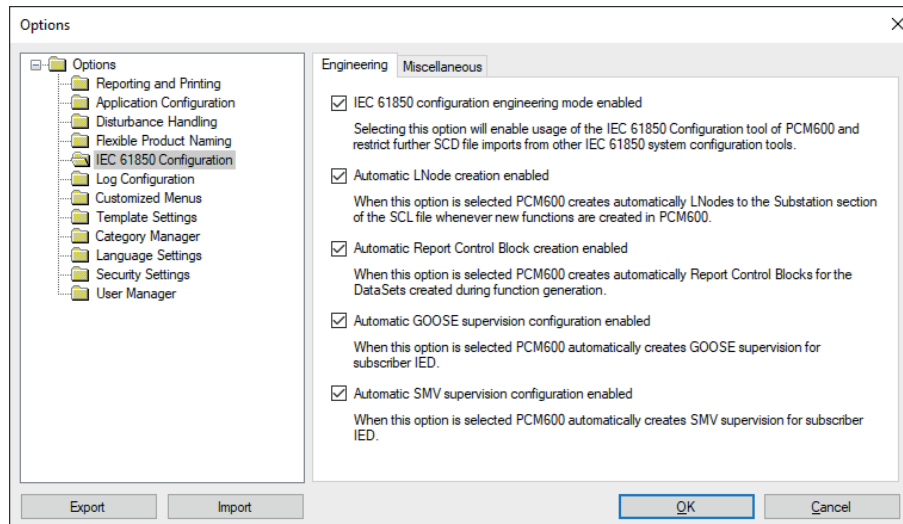 Options
Options
Reporting and Printing
Application Configuration
Disturbance Handling
Flexible Product Naming
IEC 61850 Configuration
Log Configuration
Customized Menus
Template Settings
Category Manager
Language Settings
Security Settings
User Manager
Engineering
Miscellaneous
IEC 61850 configuration engineering mode enabled
Selecting this option will enable usage of the IEC 61850 Configuration tool of PCM600 and
restrict further SCD file imports from other IEC 61850 system configuration tools.
Automatic LNode creation enabled
When this option is selected PCM600 creates automatically LNodes to the Substation section
of the SCL file whenever new functions are created in PCM600.
Automatic Report Control Block creation enabled
When this option is selected PCM600 creates automatically Report Control Blocks for the
DataSets created during function generation.
Automatic GOOSE supervision configuration enabled
When this option is selected PCM600 automatically creates GOOSE supervision for
subscriber IED.
Automatic SMV supervision configuration enabled
When this option is selected PCM600 automatically creates SMV supervision for subscriber
IED.
Export
Import
OK
Cancel